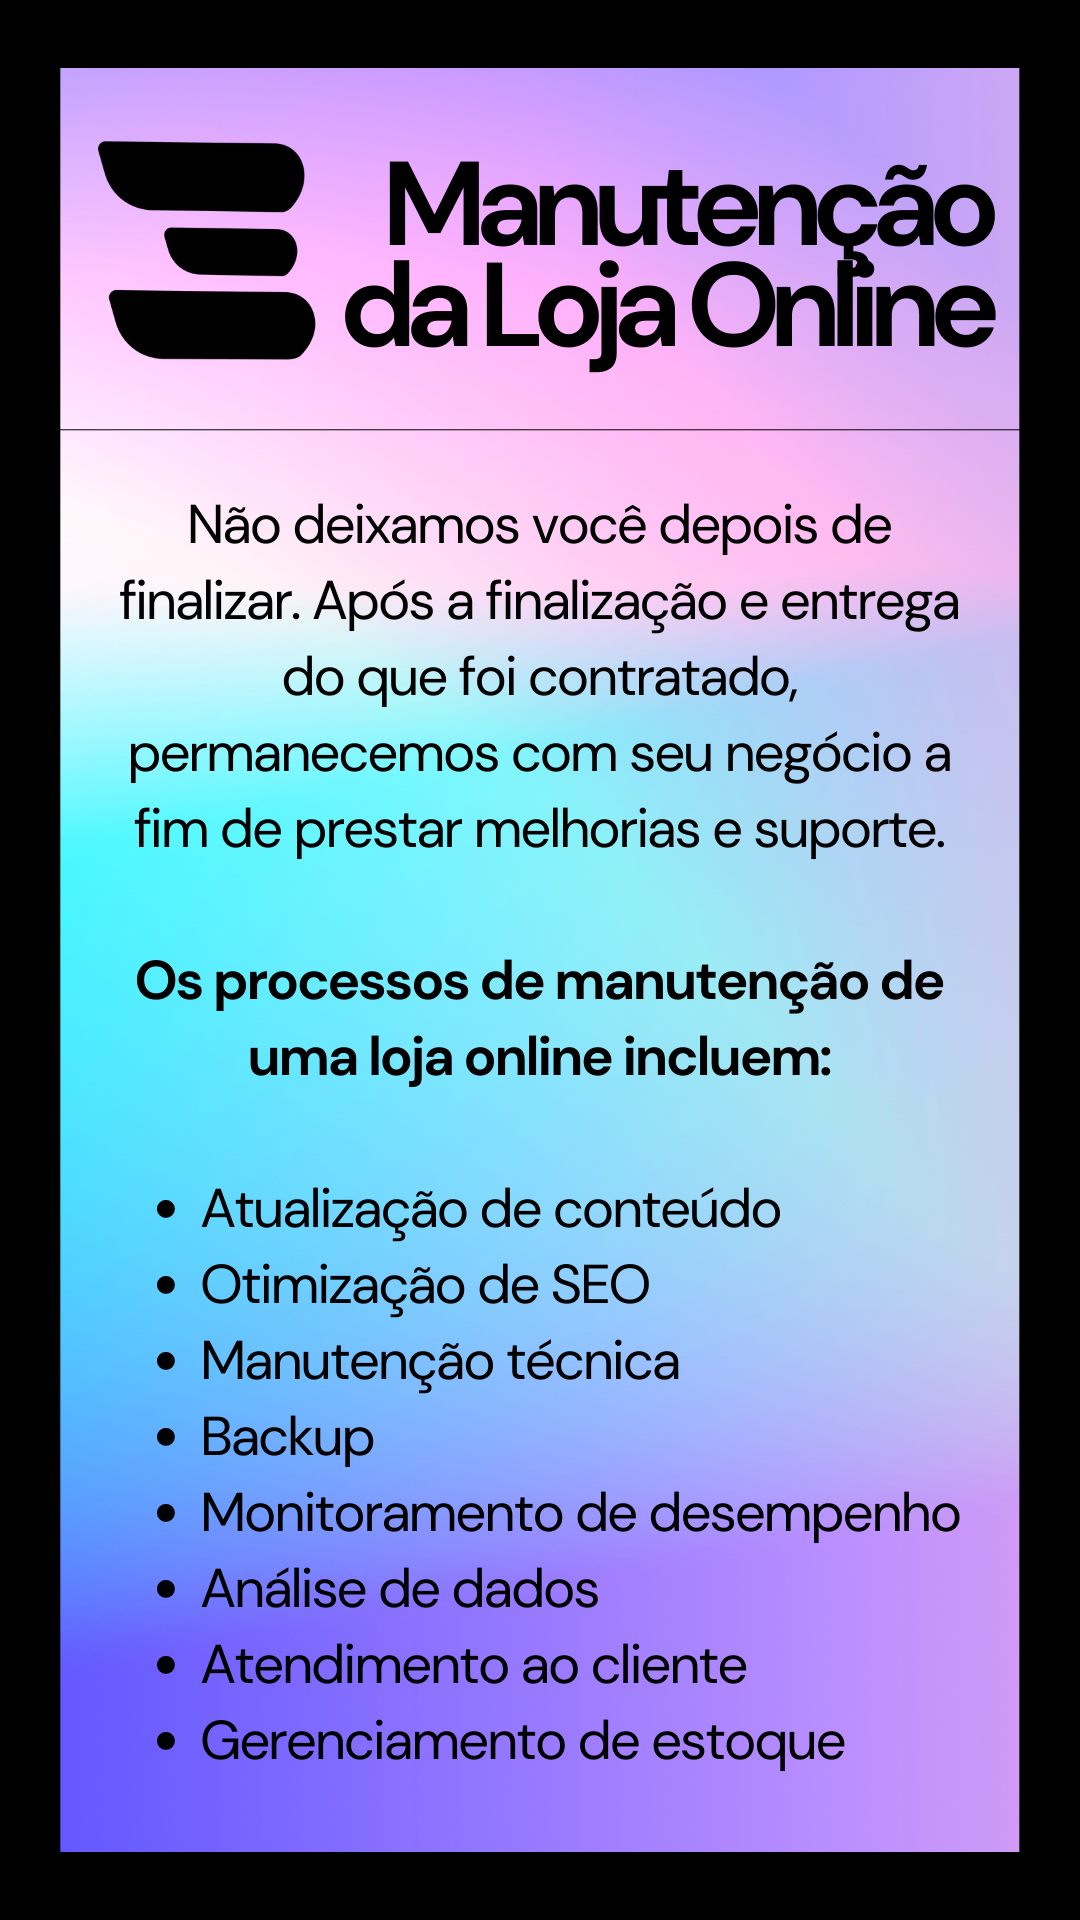 Manutenção
da Loja Online
Não deixamos você depois de
finalizar. Após a finalização e entrega
do que foi contratado,
permanecemos com seu negócio a
fim de prestar melhorias e suporte.
Os processos de manutenção de
uma loja online incluem:
• Atualização de conteúdo
• Otimização de SEO
• Manutenção técnica
• Backup
• Monitoramento de desempenho
• Análise de dados
• Atendimento ao cliente
• Gerenciamento de estoque